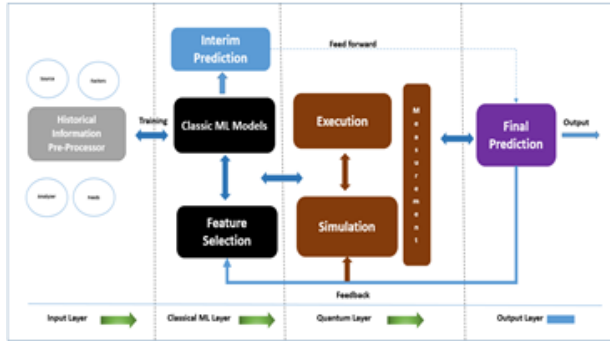 Interim
Prediction
Feed forward
Source
Factors
Historical
Information
Pre-Processor
Training
Classic ML Models
Execution
Measurement
Final
Prediction
Output
Analyzer
Feeds
Feature
Selection
Simulation
Feedback
Input Layer
Classical ML Layer
Quantum Layer
Output Layer